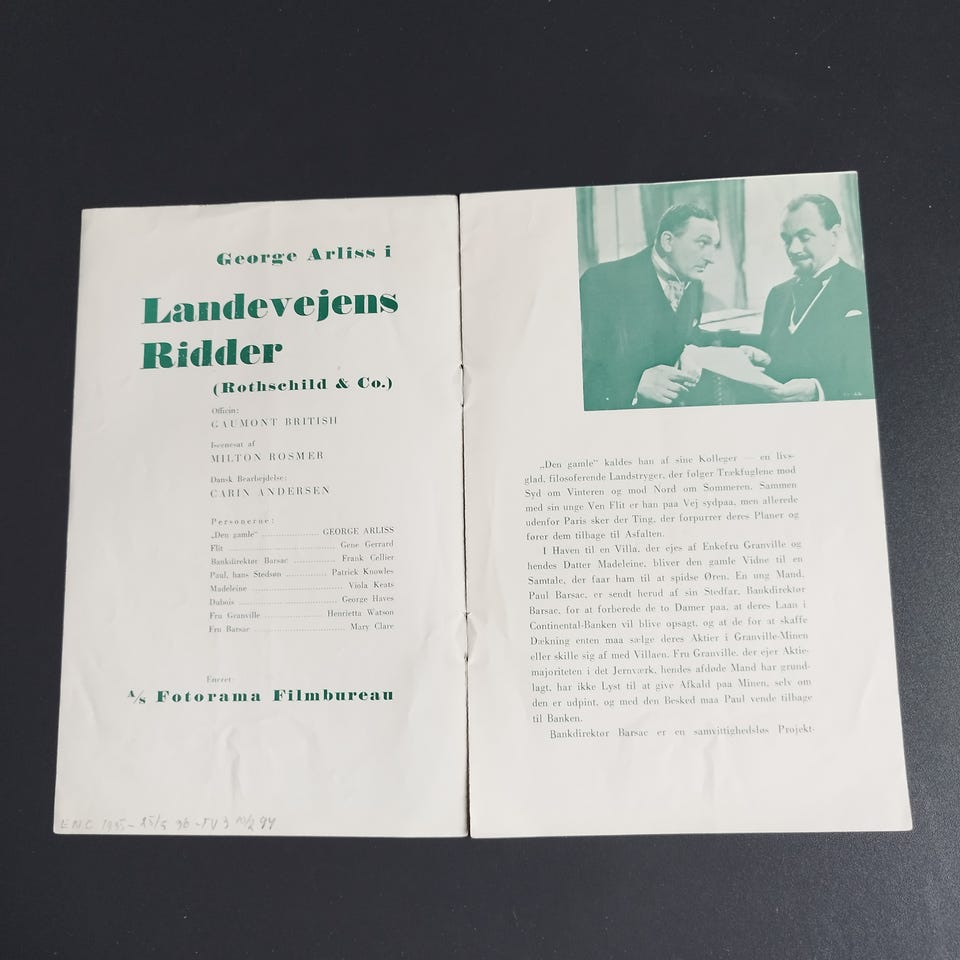 George Arliss i
Landevejens
Ridder
(Rothschild & Co.)
Officin:
GAUMONT BRITISH
Iscenesat af
MILTON ROSMER
Dansk Bearbejdelse:
CARIN ANDERSEN
Personerne:
„Den gamle“ ................ GEORGE ARLISS
Flit ................ Gene Gerrard
Bankdirektør Barsac ............ Frank Cellier
Paul, hans Stedsøn ............... Patrick Knowles
Madeleine ................ Viola Keats
Dubois ................ George Hayes
Fru Granville ................ Henrietta Watson
Fru Barsac ................ Mary Clare
Eneret:
A/S Fotorama Filmbureau
ENG. 1935 - 25/5 36 - TV3 10/2 94
„Den gamle“ kaldes han af sine Kolleger — en livs-
glad, filosoferende Landstryger, der følger Trækfuglene mod
Syd om Vinteren og mod Nord om Sommeren. Sammen
med sin unge Ven Flit er han paa Vej sydpaa, men allerede
udenfor Paris sker der Ting, der forpurrer deres Planer og
fører dem tilbage til Asfalten.
I Haven til en Villa, der ejes af Enkefru Granville og
hendes Datter Madeleine, bliver den gamle Vidne til en
Samtale, der faar ham til at spidse Øren. En ung Mand,
Paul Barsac, er sendt herud af sin Stedfar, Bankdirektør
Barsac, for at forberede de to Damer paa, at deres Laan i
Continental-Banken vil blive opsagt, og at de for at skaffe
Dækning enten maa sælge deres Aktier i Granville-Minen
eller skille sig af med Villaen. Fru Granville, der ejer Aktie-
majoriteten i det Jernværk, hendes afdøde Mand har grund-
lagt, har ikke Lyst til at give Afkald paa Minen, selv om
den er udpint, og med den Besked maa Paul vende tilbage
til Banken.
Bankdirektør Barsac er en samvittighedsløs Projekt-